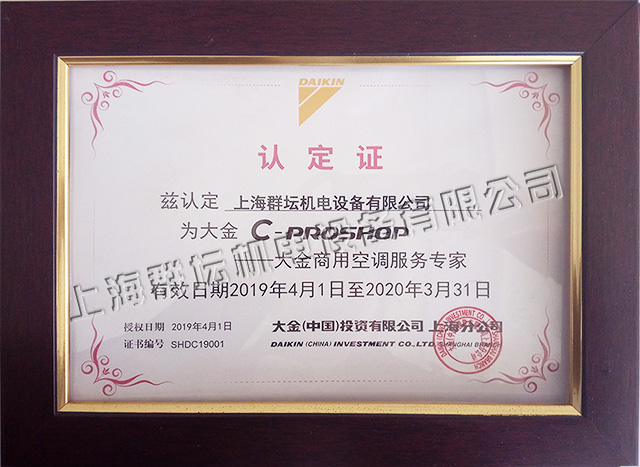 DAIKIN
认定证
兹认定 上海群坛机电设备有限公司
为大金 C-PROSHOP
——大金商用空调服务专家
有效日期2019年4月1日至2020年3月31日
授权日期 2019年4月1日
大金(中国)投资有限公司 上海分公司
证书编号 SHDC19001
DAIKIN (CHINA) INVESTMENT CO.,LTD. SHANGHAI BRANCH
上海群坛机电设备有限公司